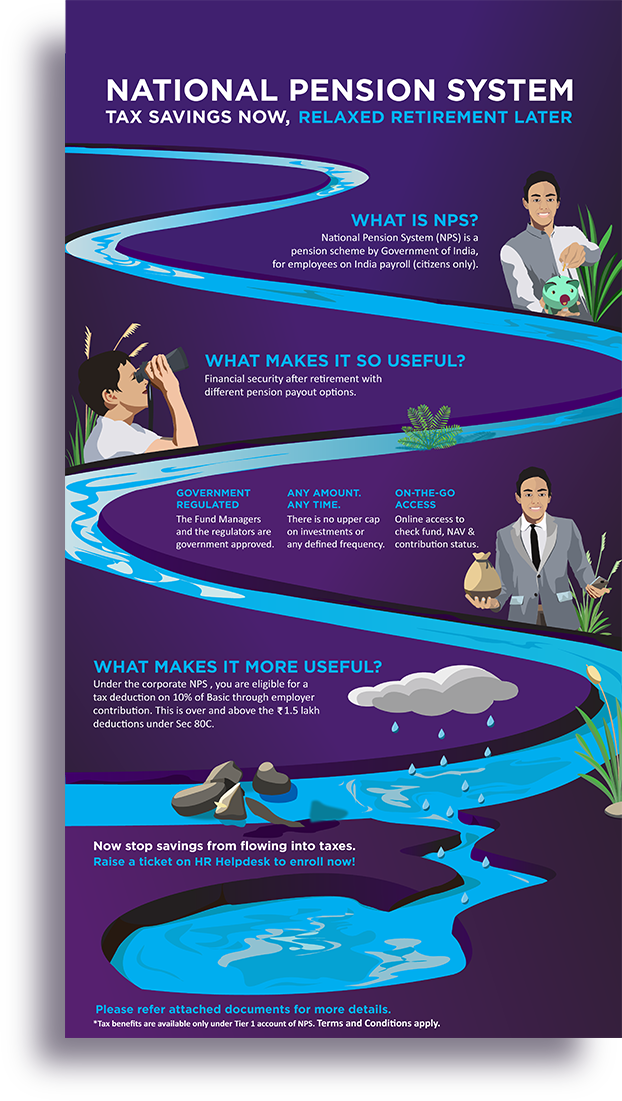 NATIONAL PENSION SYSTEM
TAX SAVINGS NOW, RELAXED RETIREMENT LATER
WHAT IS NPS?
National Pension System (NPS) is a
pension scheme by Government of India,
for employees on India payroll (citizens only).
WHAT MAKES IT SO USEFUL?
Financial security after retirement with
different pension payout options.
GOVERNMENT
REGULATED
The Fund Managers
and the regulators are
government approved.
ANY AMOUNT.
ANY TIME.
There is no upper cap
on investments or
any defined frequency.
ON-THE-GO
ACCESS
Online access to
check fund, NAV &
contribution status.
WHAT MAKES IT MORE USEFUL?
Under the corporate NPS , you are eligible for a
tax deduction on 10% of Basic through employer
contribution. This is over and above the ₹ 1.5 lakh
deductions under Sec 80C.
Now stop savings from flowing into taxes.
Raise a ticket on HR Helpdesk to enroll now!
Please refer attached documents for more details.
*Tax benefits are available only under Tier 1 account of NPS. Terms and Conditions apply.